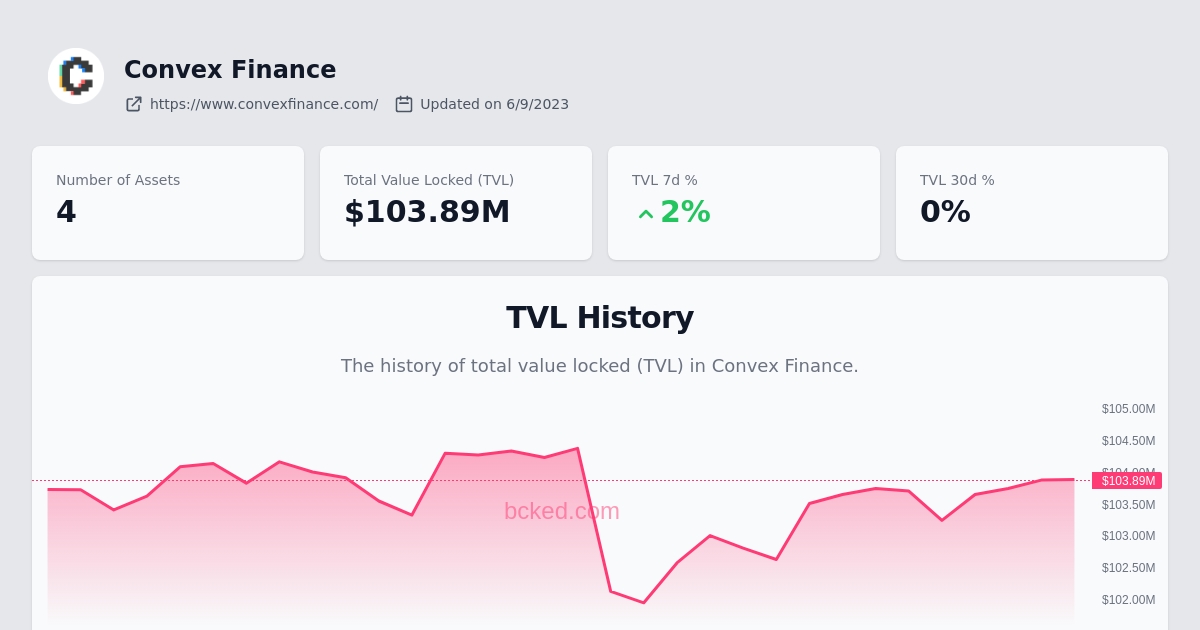 Convex Finance
https://www.convexfinance.com/ Updated on 6/9/2023
Number of Assets
4
Total Value Locked (TVL)
$103.89M
TVL 7d %
2%
TVL 30d %
0%
TVL History
The history of total value locked (TVL) in Convex Finance.
$105.00M
$104.50M
$104.00M
$103.89M
$103.50M
$103.00M
$102.50M
$102.00M
bcked.com